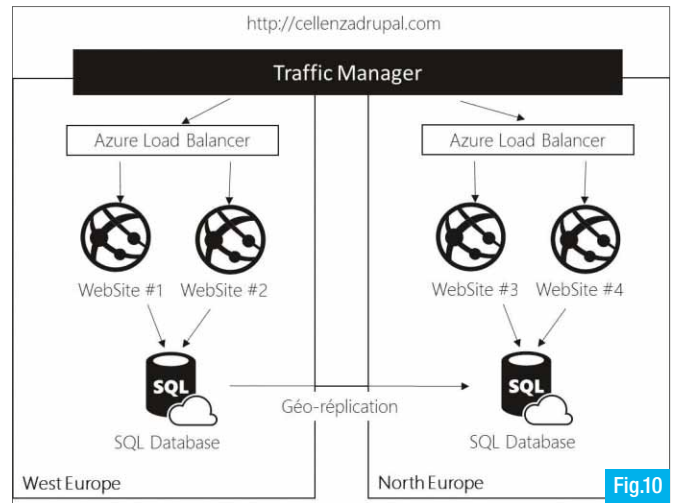 http://cellenzadrupal.com
Traffic Manager
Azure Load Balancer
Azure Load Balancer
WebSite #1
WebSite #2
WebSite #3
WebSite #4
SQL
SQL
Géo-réplication
SQL Database
SQL Database
West Europe
North Europe
Fig.10